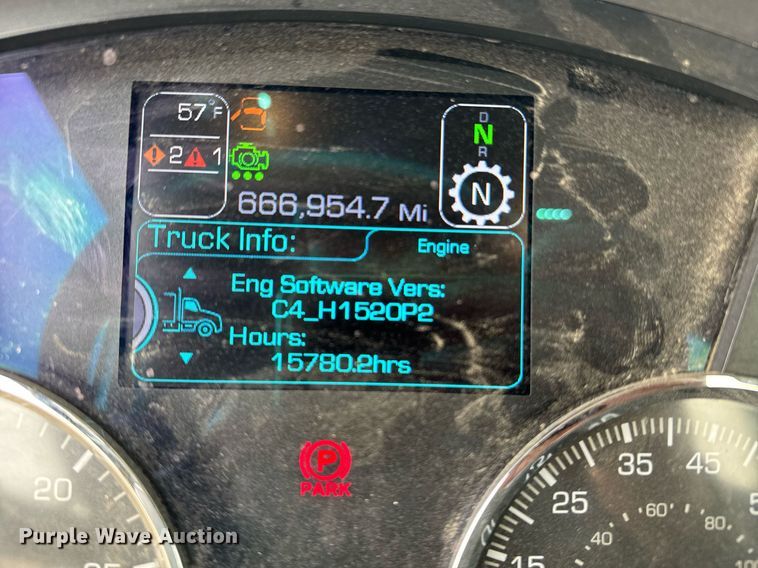 57°F
2 1
D
N
R
N
666,954.7 Mi
Truck Info: Engine
Eng Software Vers:
C4_H1520P2
Hours:
15780.2hrs
P
PARK
20
25 35 45
15
40 60 80
Purple Wave Auction